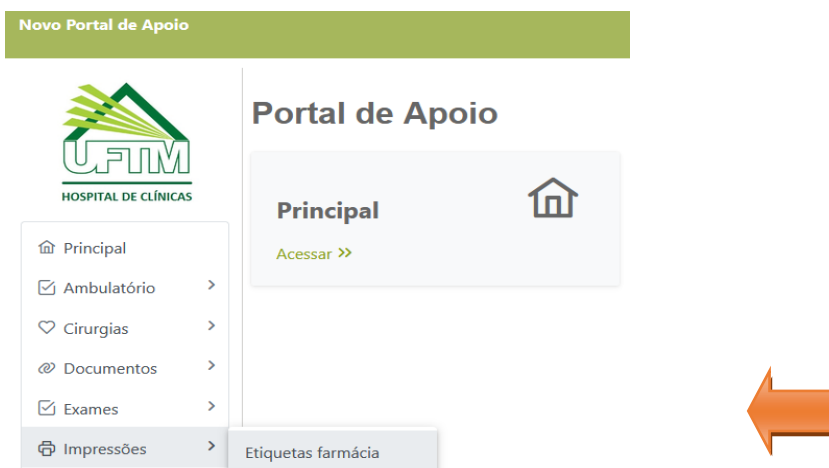 Novo Portal de Apoio
UFTM
HOSPITAL DE CLÍNICAS
Principal
Ambulatório
Cirurgias
Documentos
Exames
Impressões
Etiquetas farmácia
Portal de Apoio
Principal
Acessar